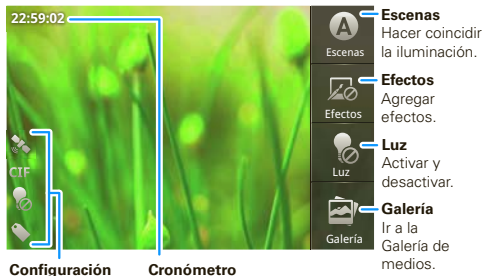 22:59:02
CIF
Escenas
Efectos
Luz
Galería
Escenas
Hacer coincidir
la iluminación.
Efectos
Agregar
efectos.
Luz
Activar y
desactivar.
Galería
Ir a la
Galería de
medios.
Configuración
Cronómetro